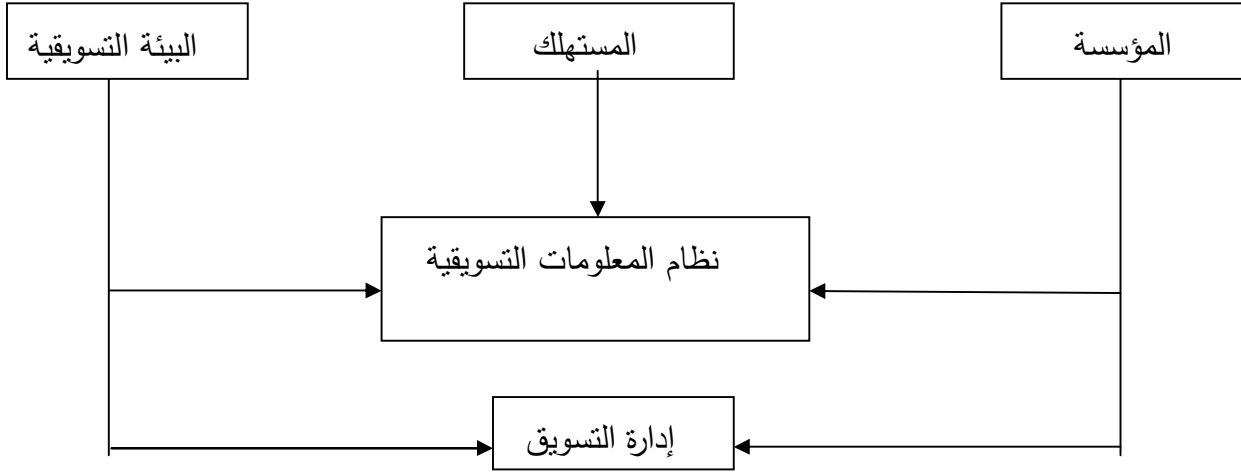 المؤسسة
المستهلك
البيئة التسويقية
نظام المعلومات التسويقية
إدارة التسويق